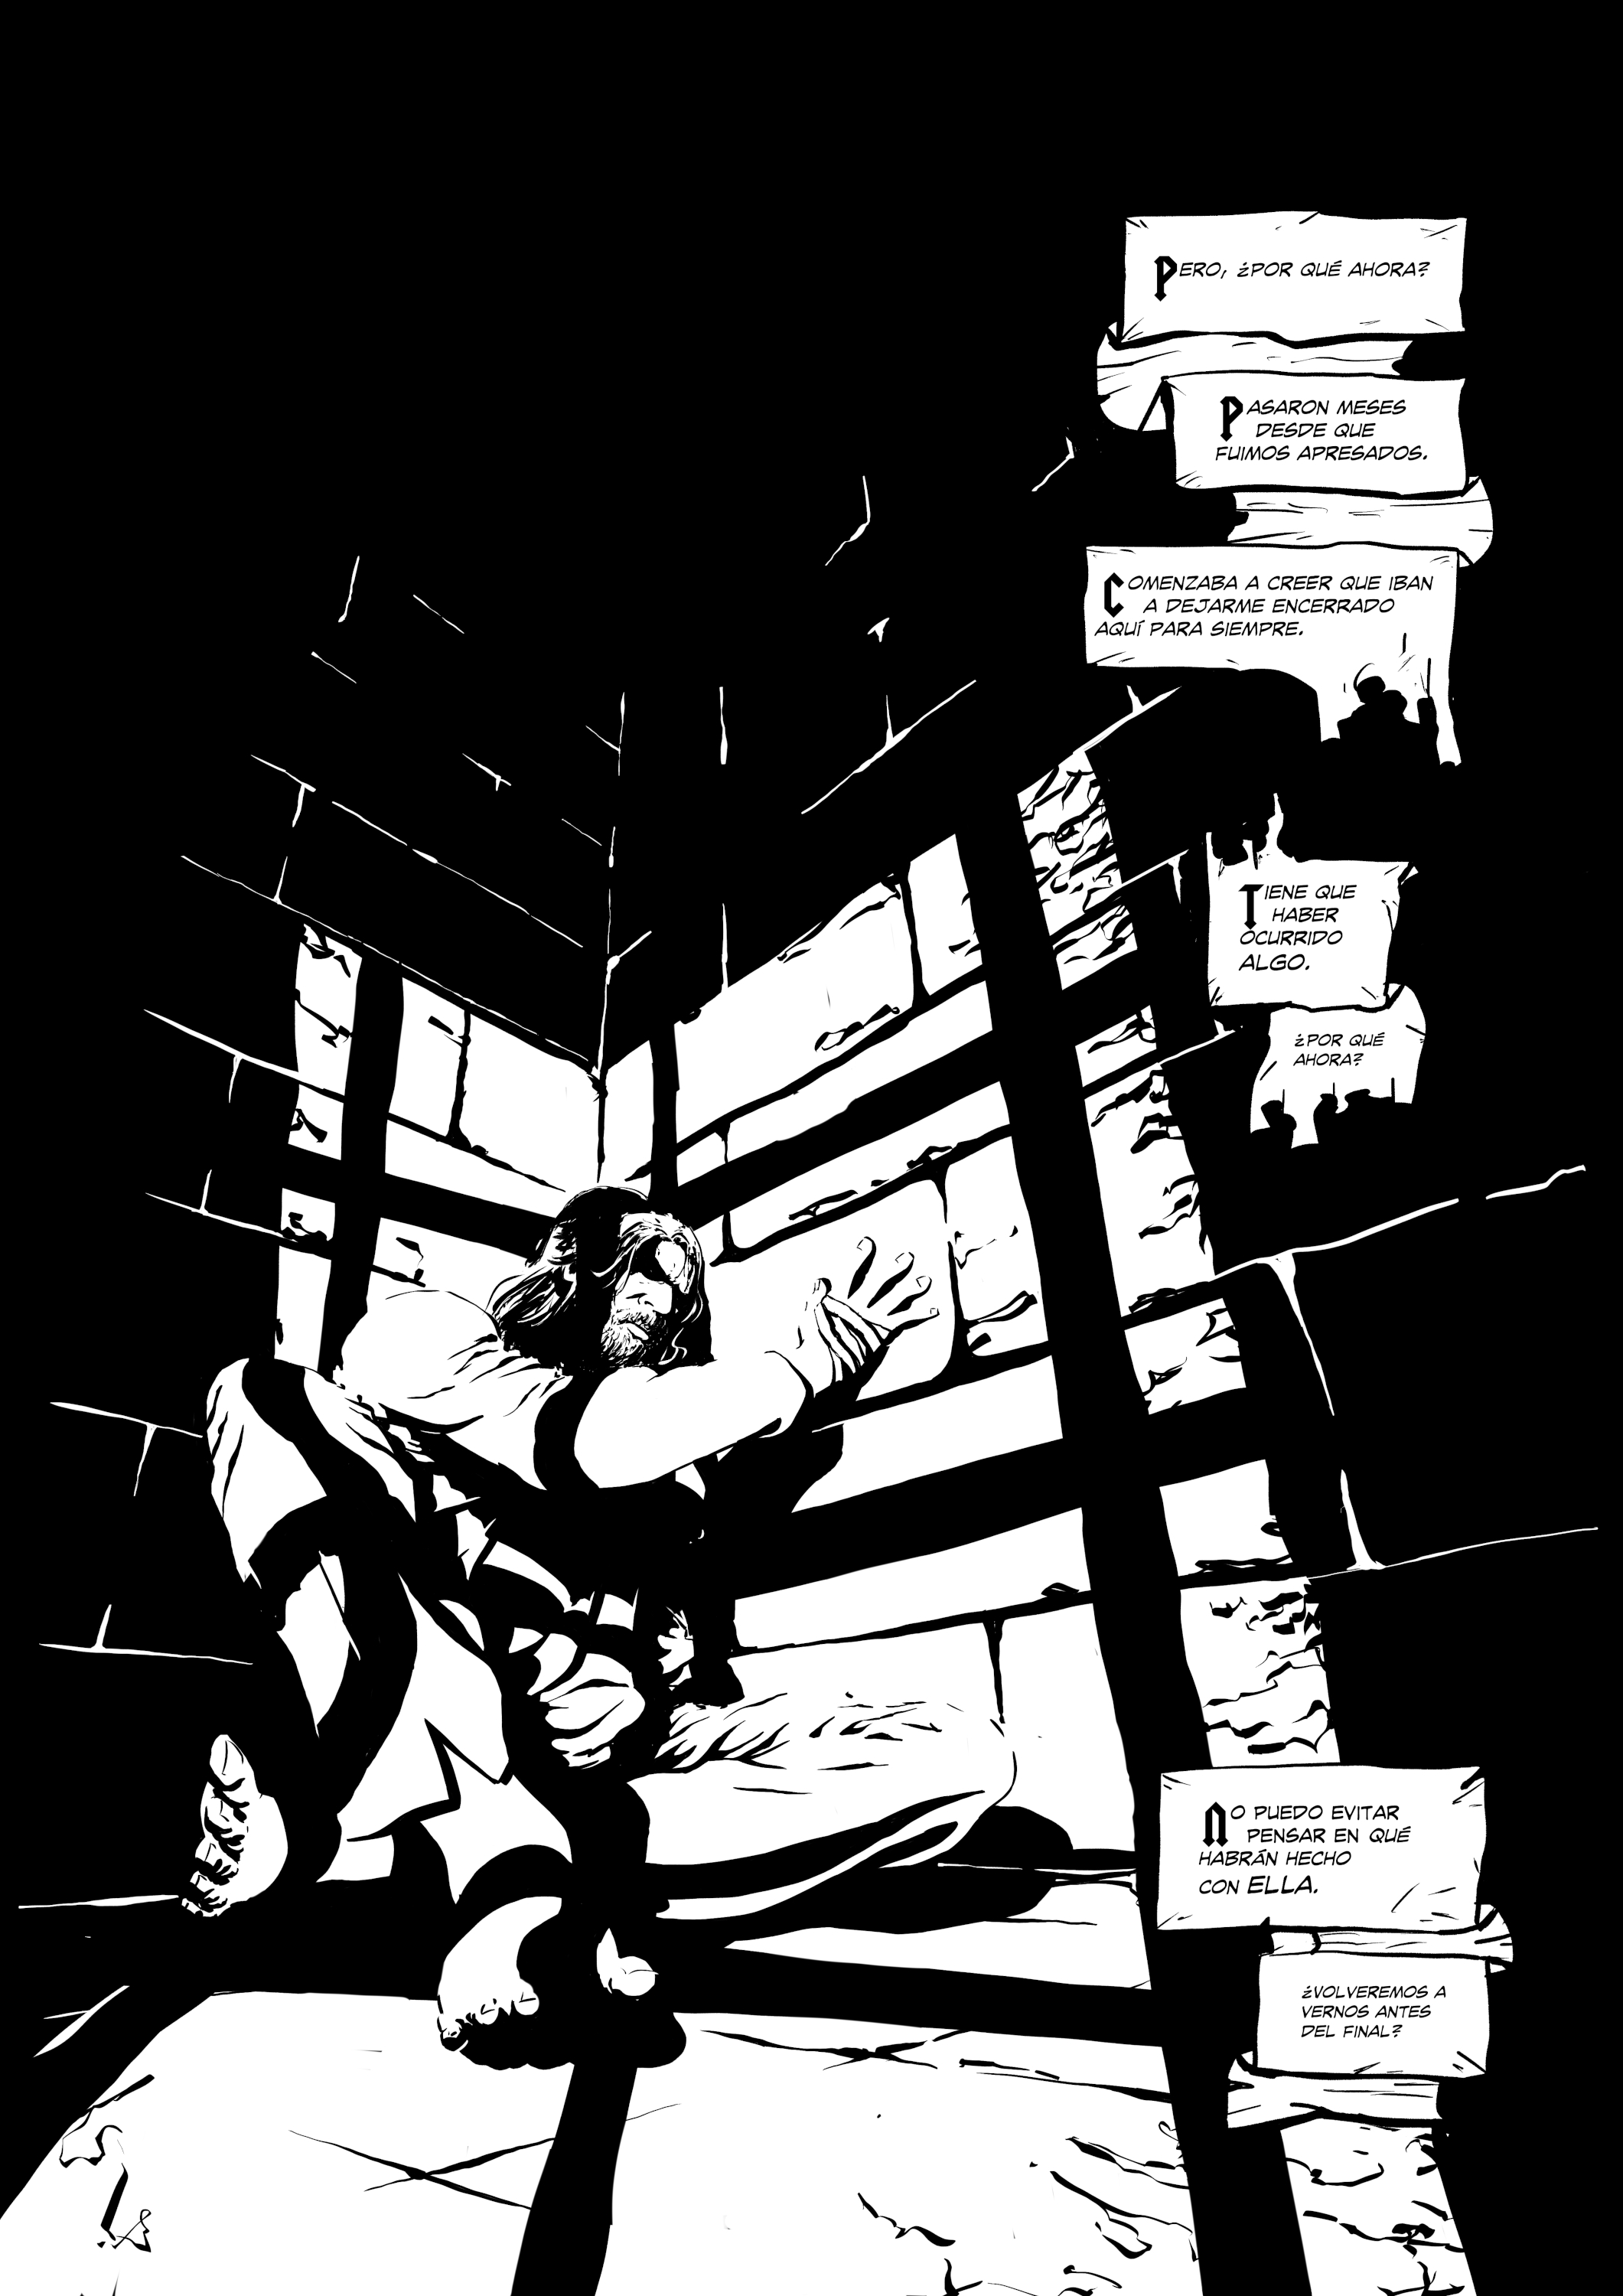 PERO, ¿POR QUÉ AHORA?
PASARON MESES
DESDE QUE
FUIMOS APRESADOS.
COMENZABA A CREER QUE IBAN
A DEJARME ENCERRADO
AQUÍ PARA SIEMPRE.
TIENE QUE
HABER
OCURRIDO
ALGO.
¿POR QUÉ
AHORA?
NO PUEDO EVITAR
PENSAR EN QUÉ
HABRÁN HECHO
CON ELLA.
¿VOLVEREMOS A
VERNOS ANTES
DEL FINAL?